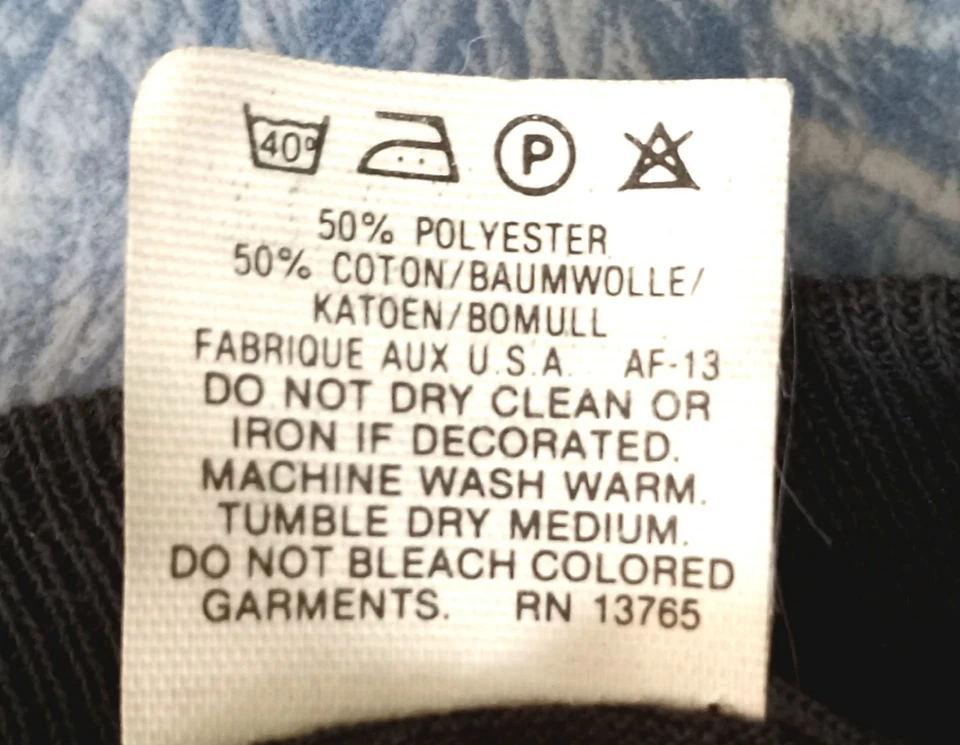 40°
P
50% POLYESTER
50% COTON/BAUMWOLLE/
KATOEN/BOMULL
FABRIQUE AUX U.S.A. AF-13
DO NOT DRY CLEAN OR
IRON IF DECORATED.
MACHINE WASH WARM.
TUMBLE DRY MEDIUM.
DO NOT BLEACH COLORED
GARMENTS. RN 13765